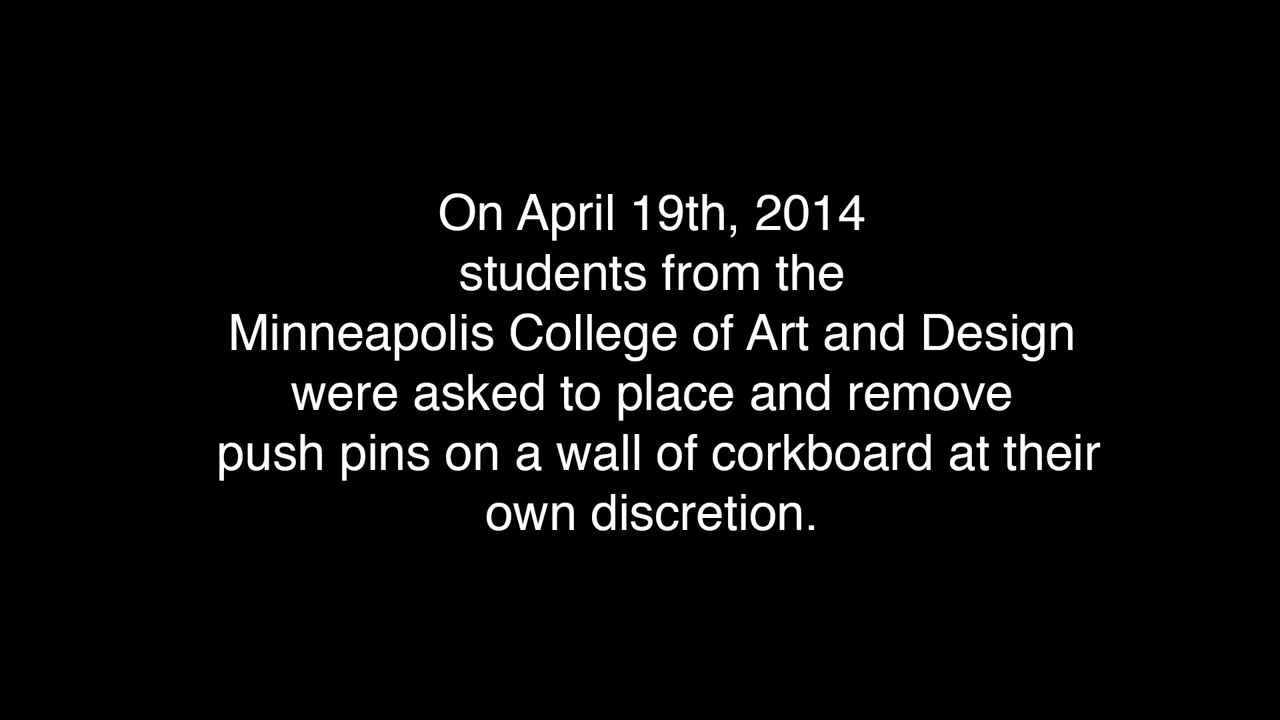 On April 19th, 2014
students from the
Minneapolis College of Art and Design
were asked to place and remove
push pins on a wall of corkboard at their
own discretion.